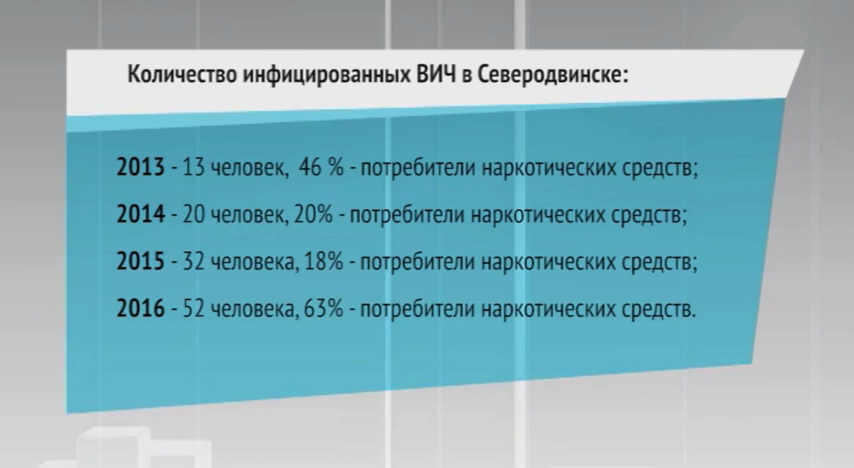 Количество инфицированных ВИЧ в Северодвинске:
2013 - 13 человек, 46 % - потребители наркотических средств;
2014 - 20 человек, 20% - потребители наркотических средств;
2015 - 32 человека, 18% - потребители наркотических средств;
2016 - 52 человека, 63% - потребители наркотических средств.